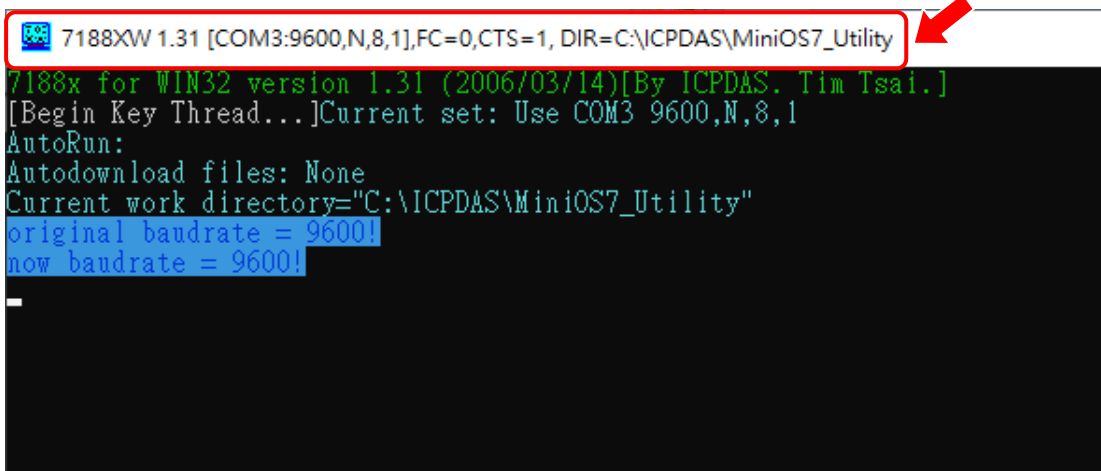 7188XW 1.31 [COM3:9600,N,8,1],FC=0,CTS=1, DIR=C:\ICPDAS\MiniOS7_Utility
7188x for WIN32 version 1.31 (2006/03/14)[By ICPDAS. Tim Tsai.]
[Begin Key Thread...]Current set: Use COM3 9600,N,8,1
AutoRun:
Autodownload files: None
Current work directory="C:\ICPDAS\MiniOS7_Utility"
original baudrate = 9600!
now baudrate = 9600!